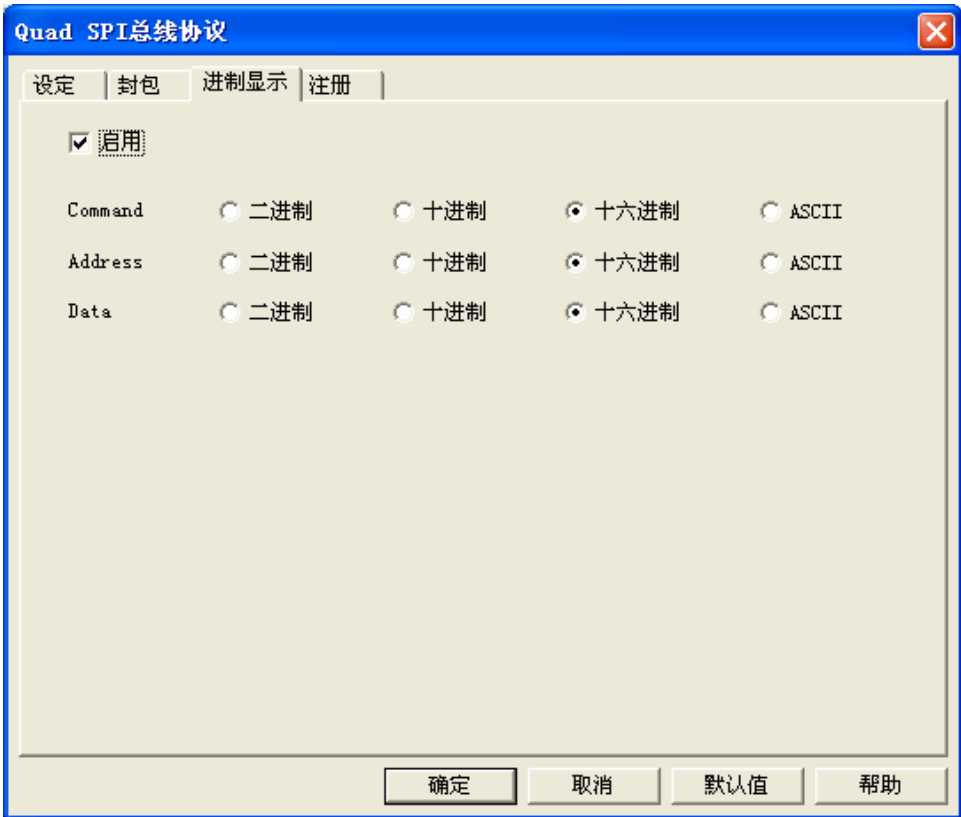 Quad SPI总线协议
设定 封包 进制显示 注册
启用
Command 二进制 十进制 十六进制 ASCII
Address 二进制 十进制 十六进制 ASCII
Data 二进制 十进制 十六进制 ASCII
确定 取消 默认值 帮助